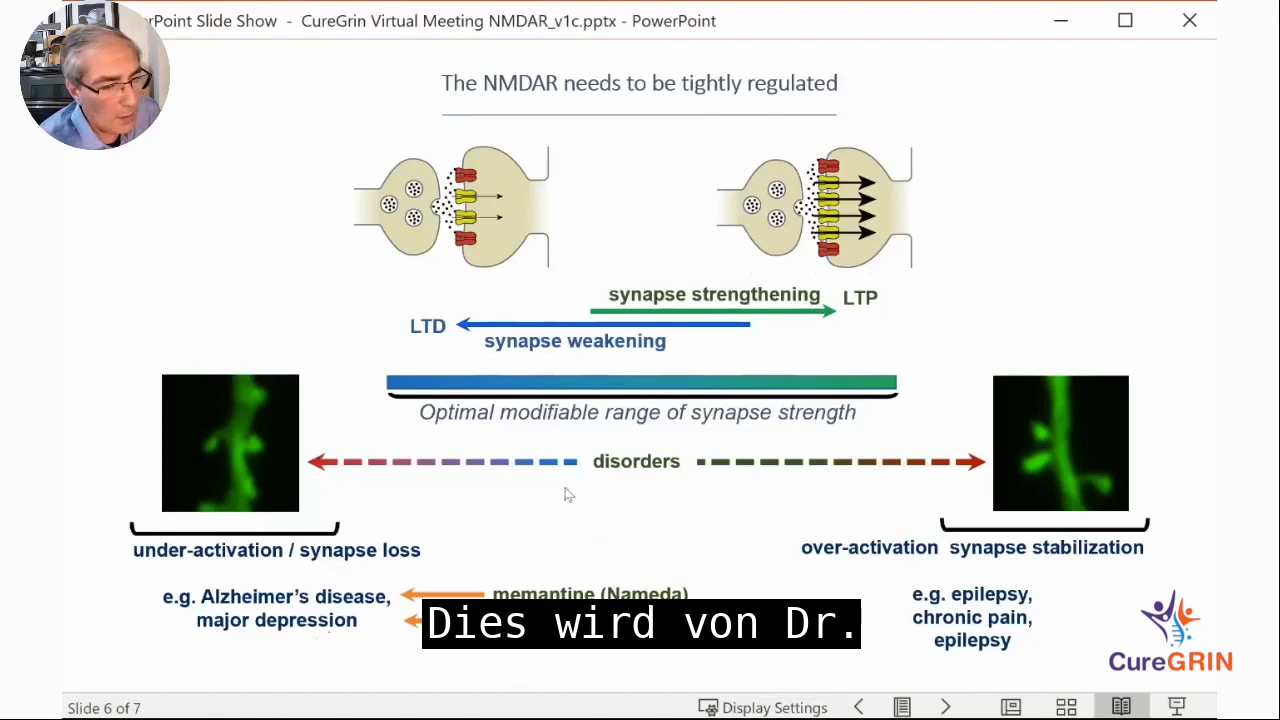 PowerPoint Slide Show - CureGrin Virtual Meeting NMDAR_v1c.pptx - PowerPoint
The NMDAR needs to be tightly regulated
synapse strengthening LTP
LTD
synapse weakening
Optimal modifiable range of synapse strength
disorders
under-activation / synapse loss
over-activation synapse stabilization
e.g. Alzheimer's disease,
major depression
memantine (Nameda)
e.g. epilepsy,
chronic pain,
epilepsy
Dies wird von Dr.
CureGRIN
Slide 6 of 7
Display Settings